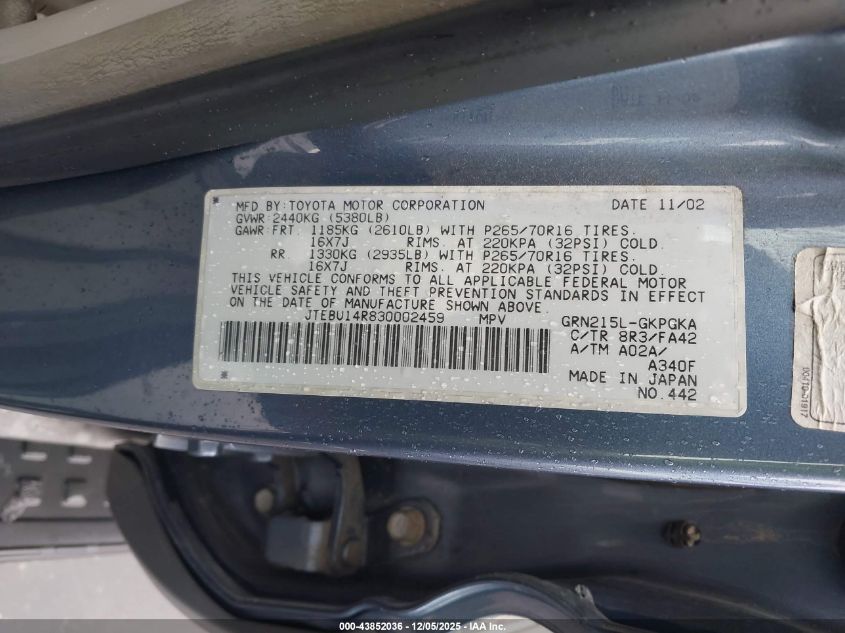 MFD BY:TOYOTA MOTOR CORPORATION DATE 11/02
GVWR:2440KG (5380LB)
GAWR:FRT. 1185KG (2610LB) WITH P265/70R16 TIRES.
16X7J RIMS. AT 220KPA (32PSI) COLD.
RR. 1330KG (2935LB) WITH P265/70R16 TIRES.
16X7J RIMS. AT 220KPA (32PSI) COLD.
THIS VEHICLE CONFORMS TO ALL APPLICABLE FEDERAL MOTOR
VEHICLE SAFETY AND THEFT PREVENTION STANDARDS IN EFFECT
ON THE DATE OF MANUFACTURE SHOWN ABOVE.
JTEBU14R830002459 MPV GRN215L-GKPGKA
C/TR 8R3/FA42
A/TM A02A/
A340F
MADE IN JAPAN
NO. 442
000-43852036 - 12/05/2025 - IAA Inc.